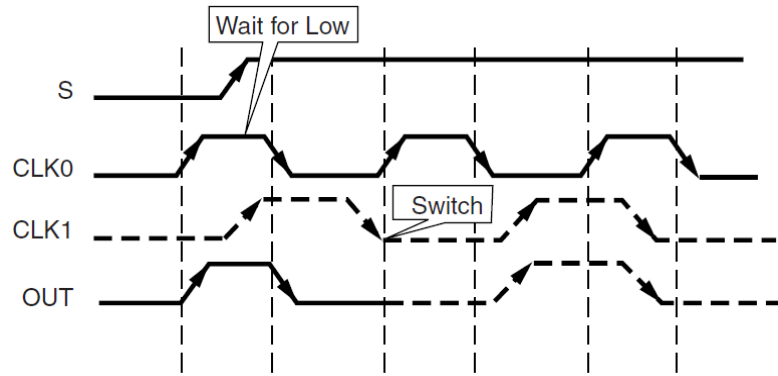 Wait for Low
S
CLK0
CLK1
Switch
OUT